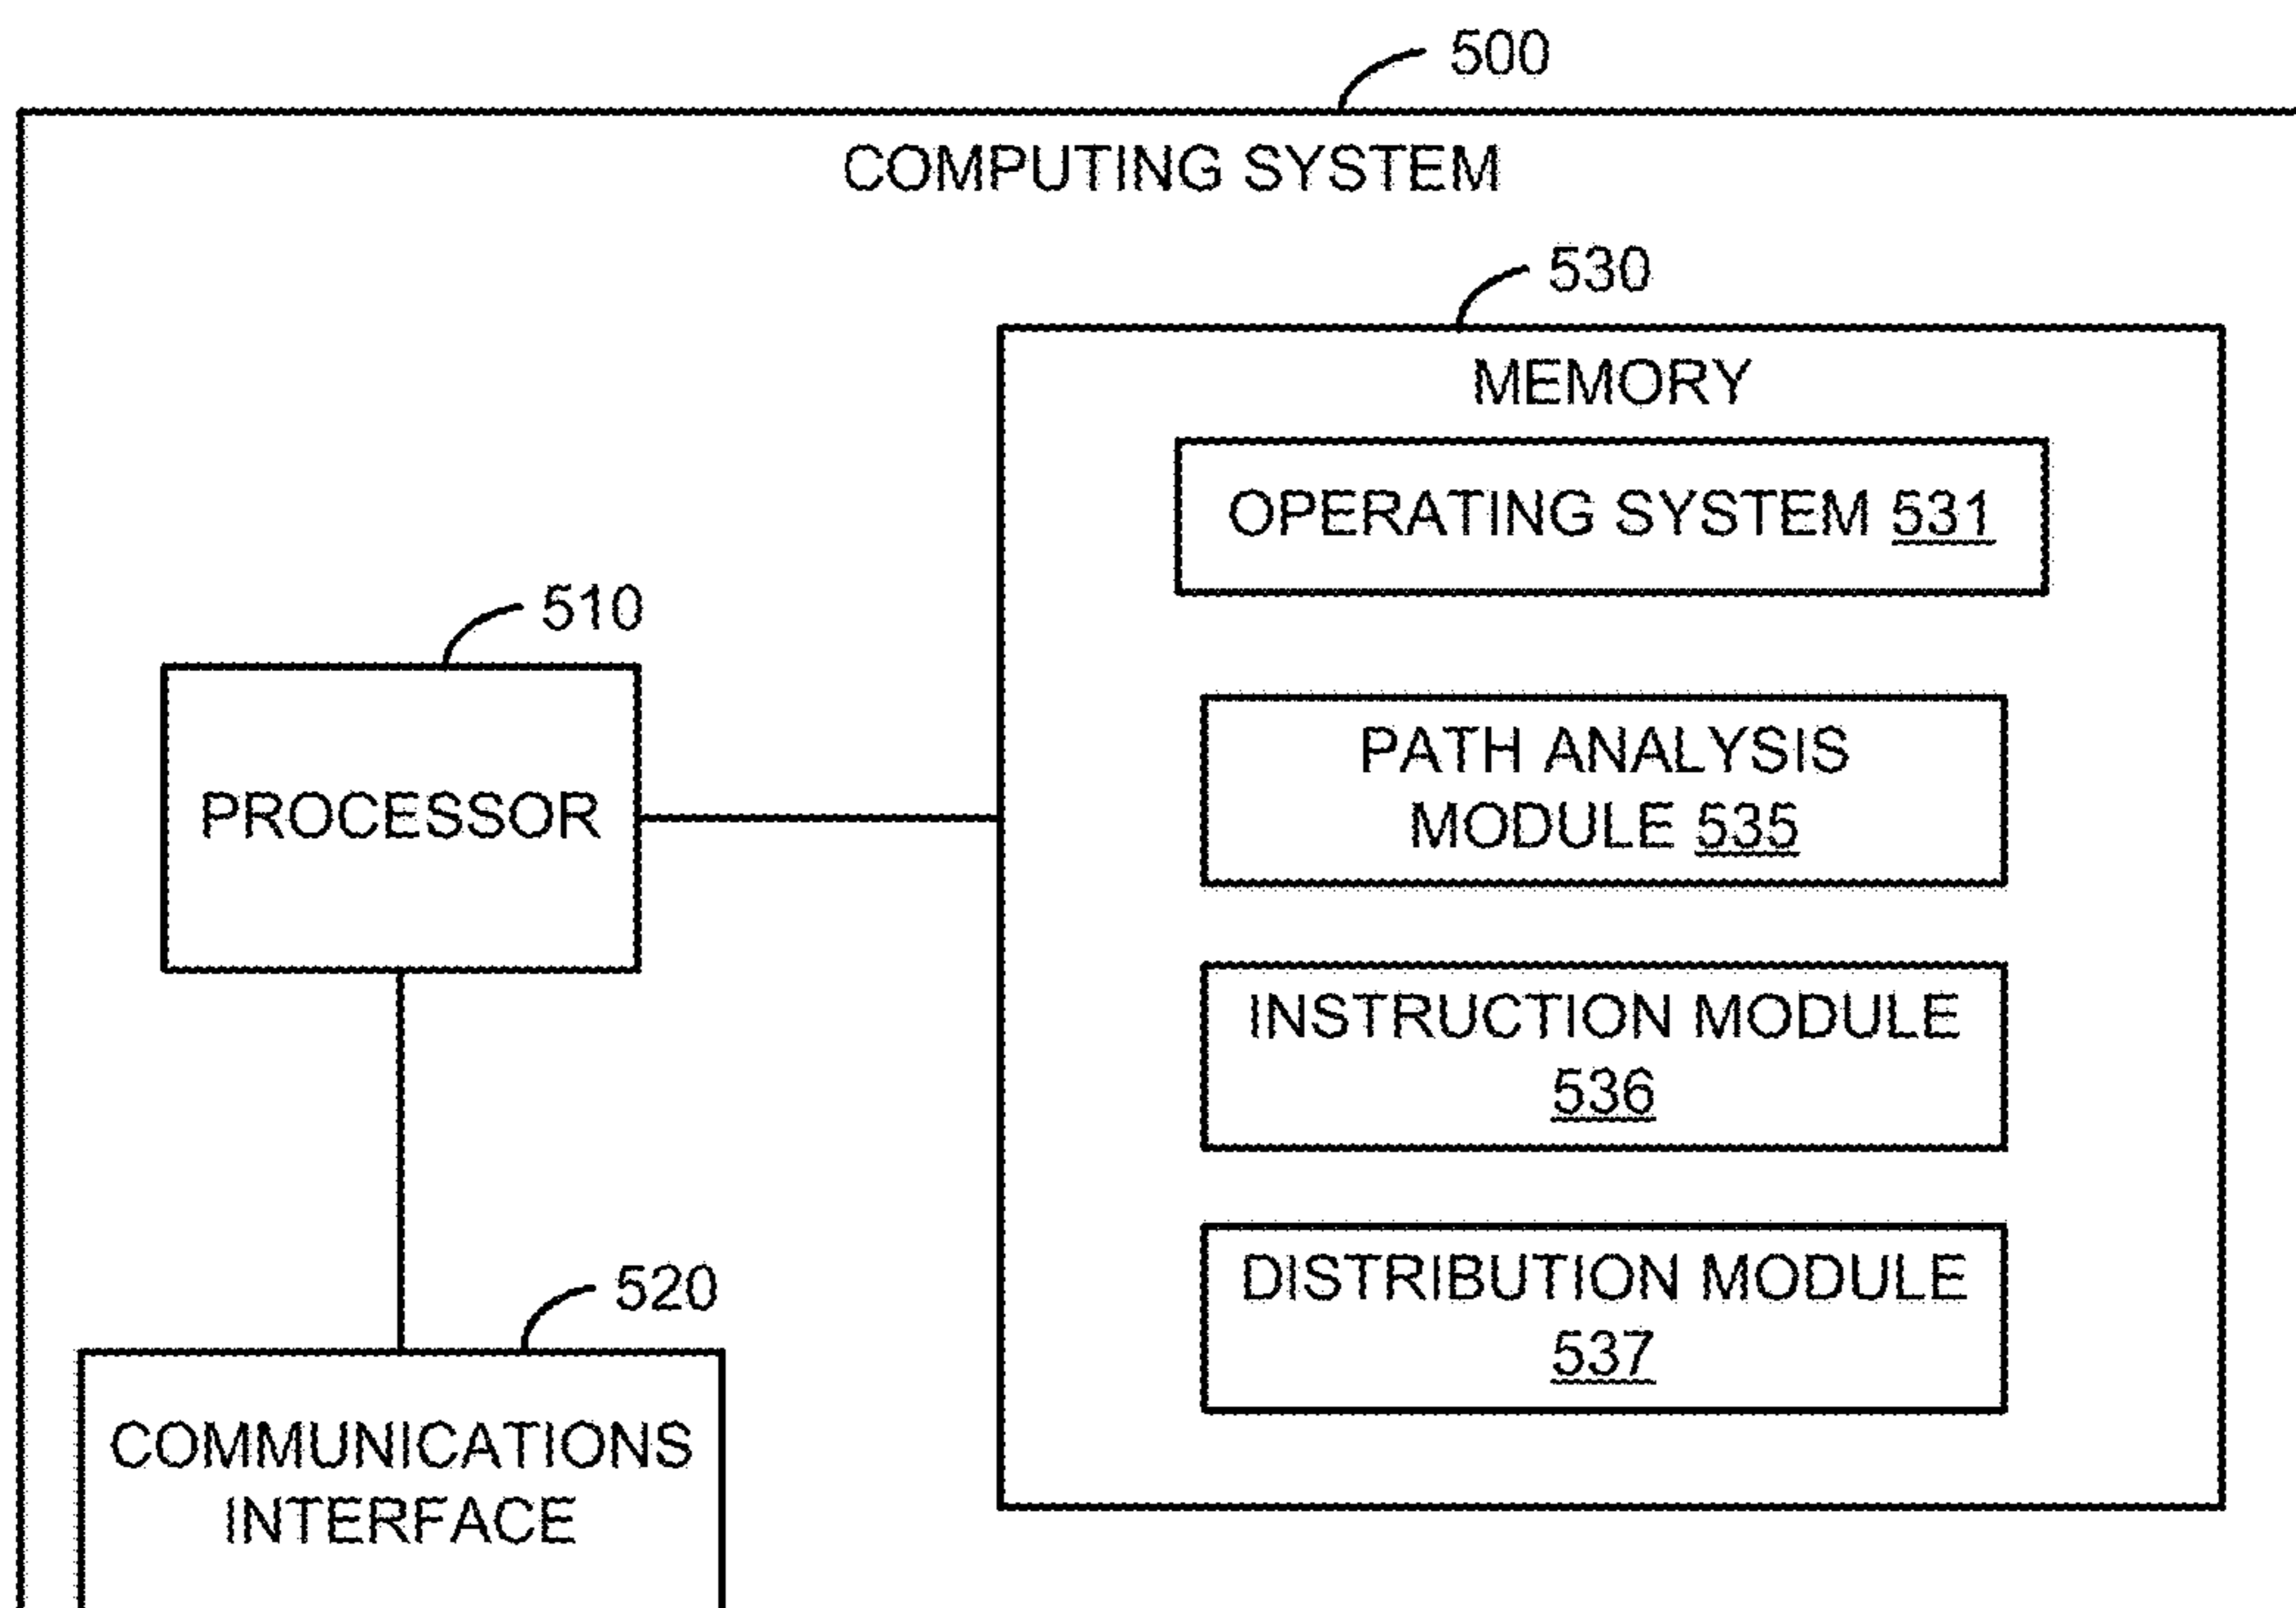 500
COMPUTING SYSTEM
530
MEMORY
OPERATING SYSTEM 531
510
PROCESSOR
PATH ANALYSIS
MODULE 535
INSTRUCTION MODULE
536
DISTRIBUTION MODULE
537
520
COMMUNICATIONS
INTERFACE